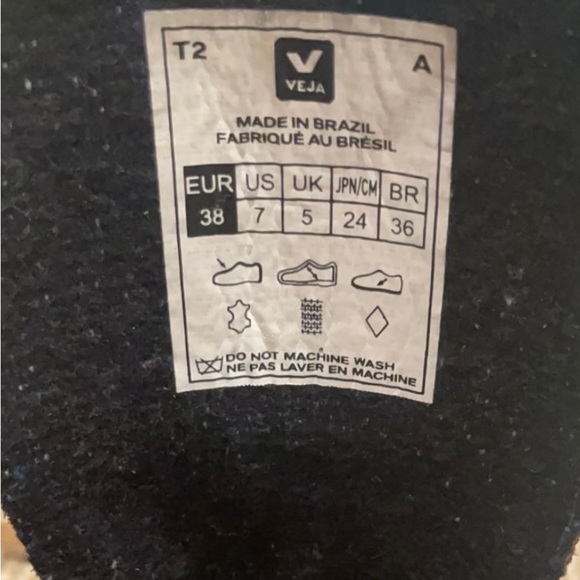 T2 V A
VEJA
MADE IN BRAZIL
FABRIQUÉ AU BRÉSIL
EUR US UK JPN/CM BR
38 7 5 24 36
DO NOT MACHINE WASH
NE PAS LAVER EN MACHINE